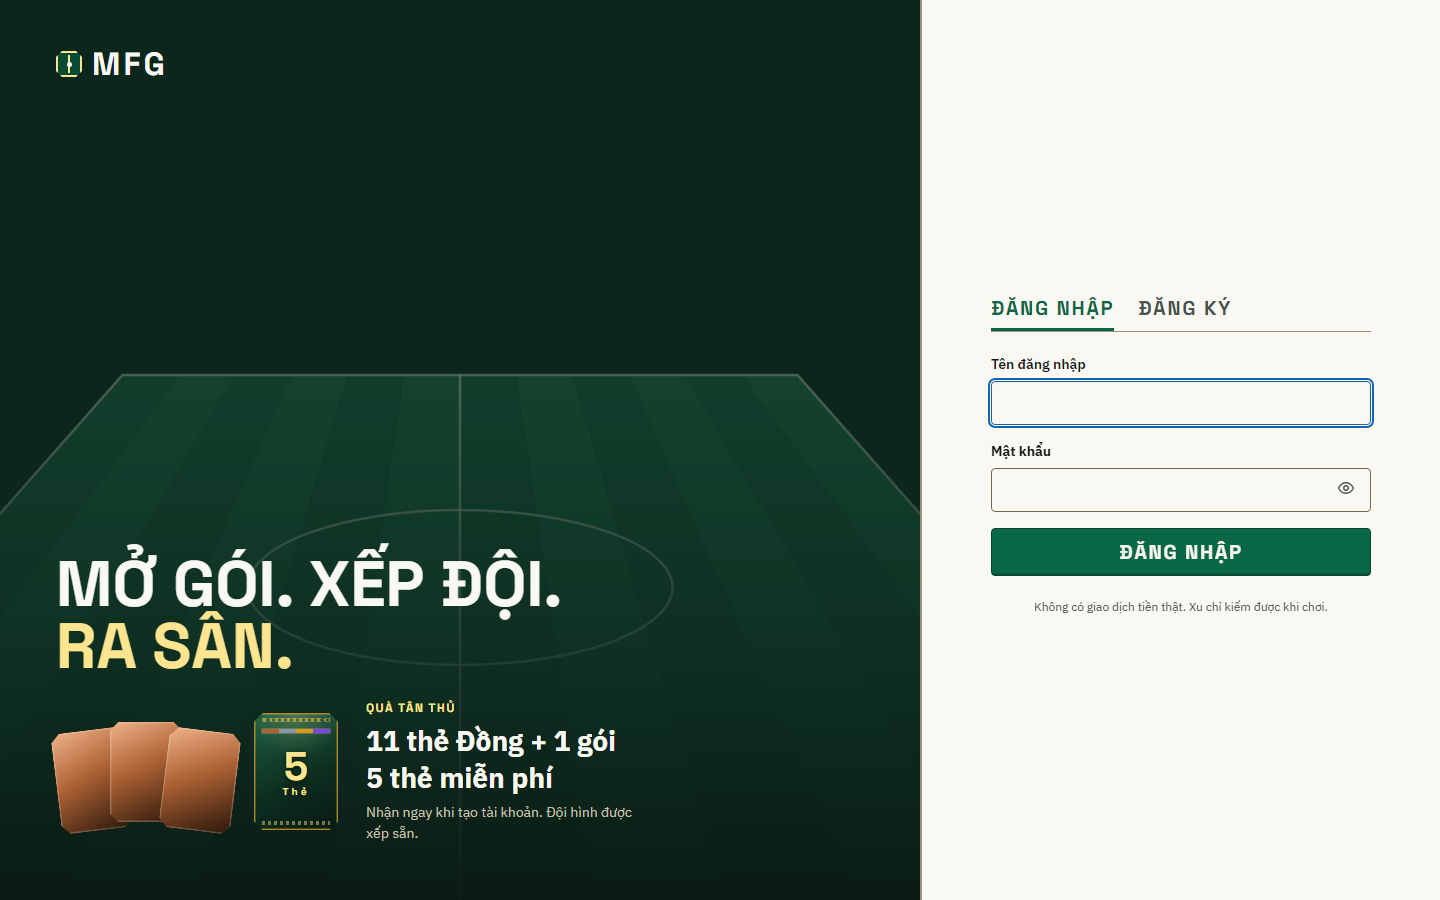 MFG
MỞ GÓI. XẾP ĐỘI.
RA SÂN.
5
Thẻ
QUÀ TÂN THỦ
11 thẻ Đồng + 1 gói
5 thẻ miễn phí
Nhận ngay khi tạo tài khoản. Đội hình được
xếp sẵn.
ĐĂNG NHẬP ĐĂNG KÝ
Tên đăng nhập
Mật khẩu
ĐĂNG NHẬP
Không có giao dịch tiền thật. Xu chỉ kiếm được khi chơi.